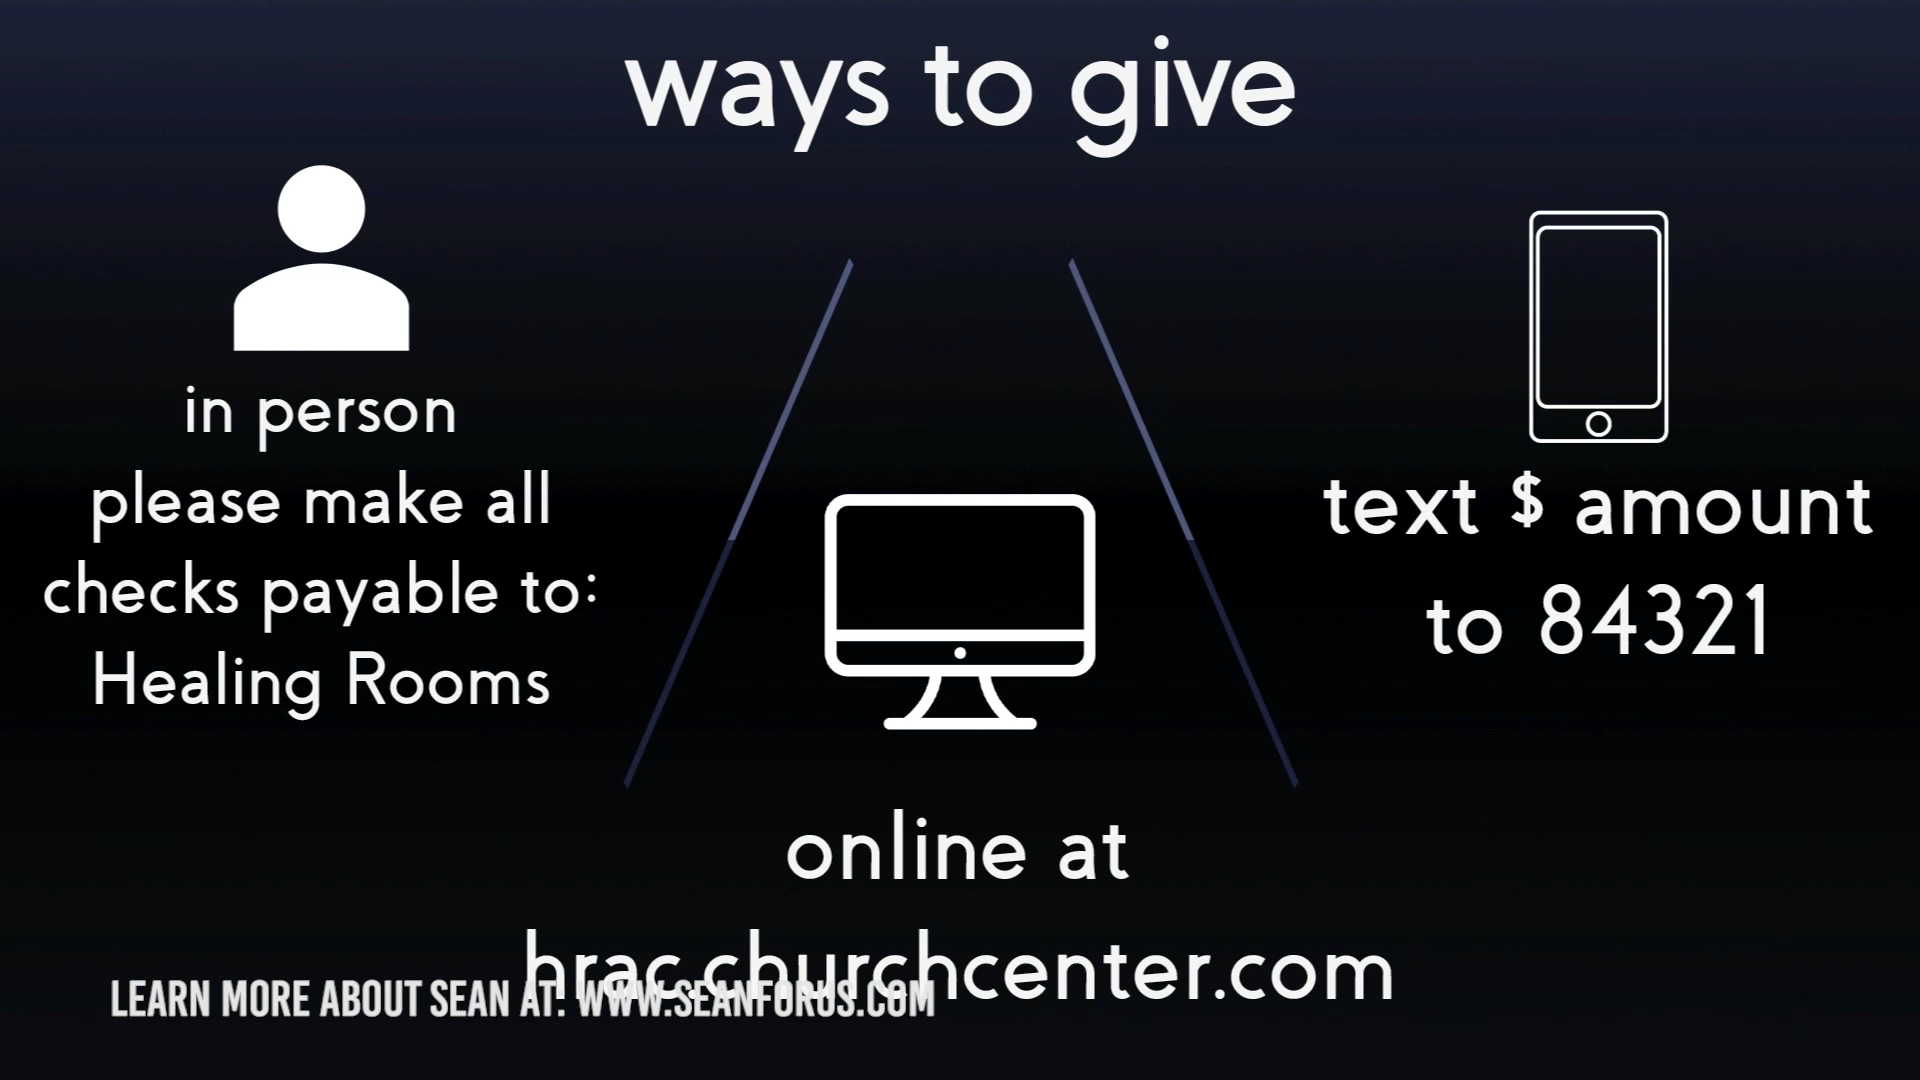 ways to give
in person
please make all
checks payable to:
Healing Rooms
text $ amount
to 84321
online at
hrac.churchcenter.com
LEARN MORE ABOUT SEAN AT: WWW.SEANFORUS.COM